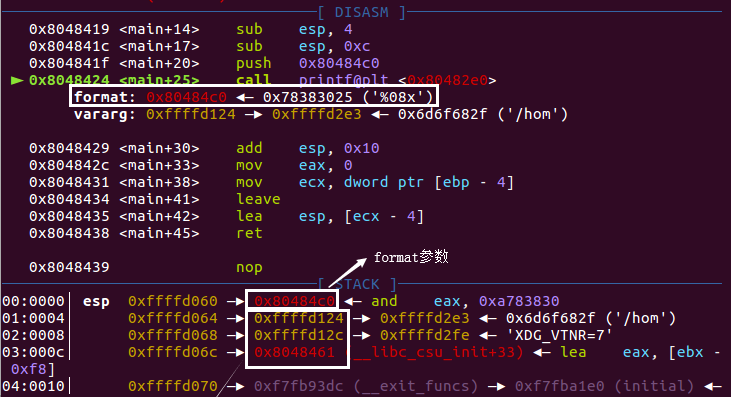 [ DISASM ]
0x8048419 <main+14> sub esp, 4
0x804841c <main+17> sub esp, 0xc
0x804841f <main+20> push 0x80484c0
► 0x8048424 <main+25> call printf@plt <0x80482e0>
format: 0x80484c0 ◄— 0x78383025 ('%08x')
vararg: 0xffffd124 —► 0xffffd2e3 ◄— 0x6d6f682f ('/hom')
0x8048429 <main+30> add esp, 0x10
0x804842c <main+33> mov eax, 0
0x8048431 <main+38> mov ecx, dword ptr [ebp - 4]
0x8048434 <main+41> leave
0x8048435 <main+42> lea esp, [ecx - 4]
0x8048438 <main+45> ret
format参数
0x8048439 nop
[ STACK ]
00:0000│ esp 0xffffd060 —► 0x80484c0 ◄— and eax, 0xa783830
01:0004│ 0xffffd064 —► 0xffffd124 —► 0xffffd2e3 ◄— 0x6d6f682f ('/hom')
02:0008│ 0xffffd068 —► 0xffffd12c —► 0xffffd2fe ◄— 'XDG_VTNR=7'
03:000c│ 0xffffd06c —► 0x8048461 (__libc_csu_init+33) ◄— lea eax, [ebx -
0xf8]
04:0010│ 0xffffd070 —► 0xf7fb93dc (__exit_funcs) —► 0xf7fba1e0 (initial) ◄—